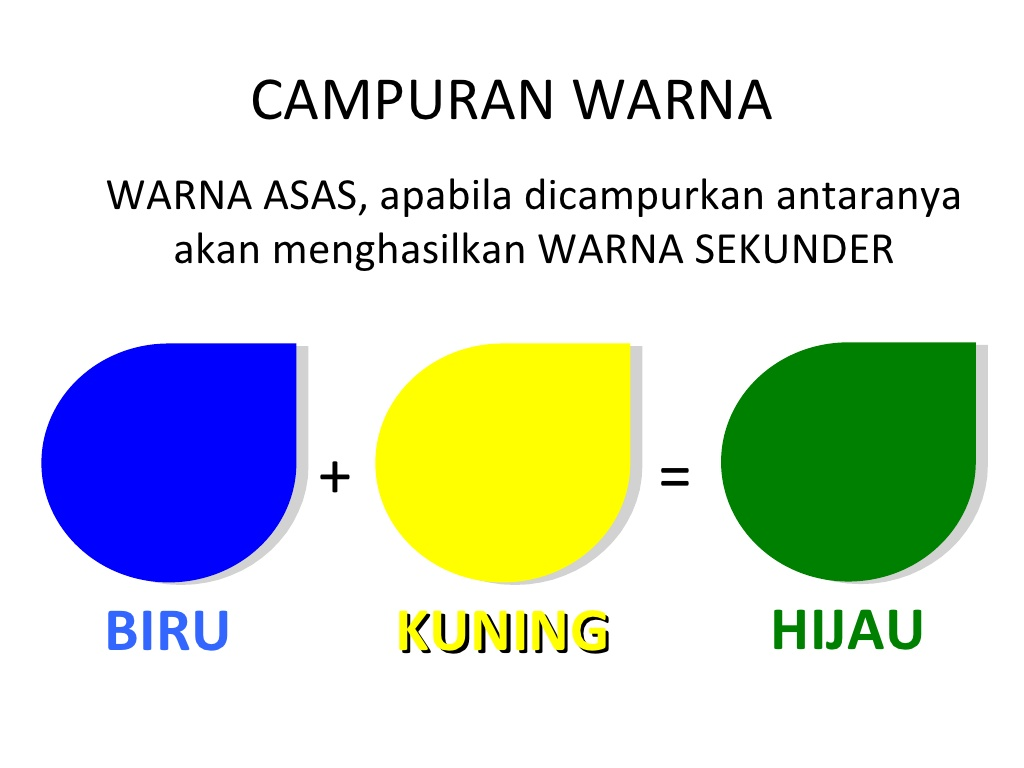 CAMPURAN WARNA
WARNA ASAS, apabila dicampurkan antaranya
akan menghasilkan WARNA SEKUNDER
+ =
BIRU KUNING HIJAU